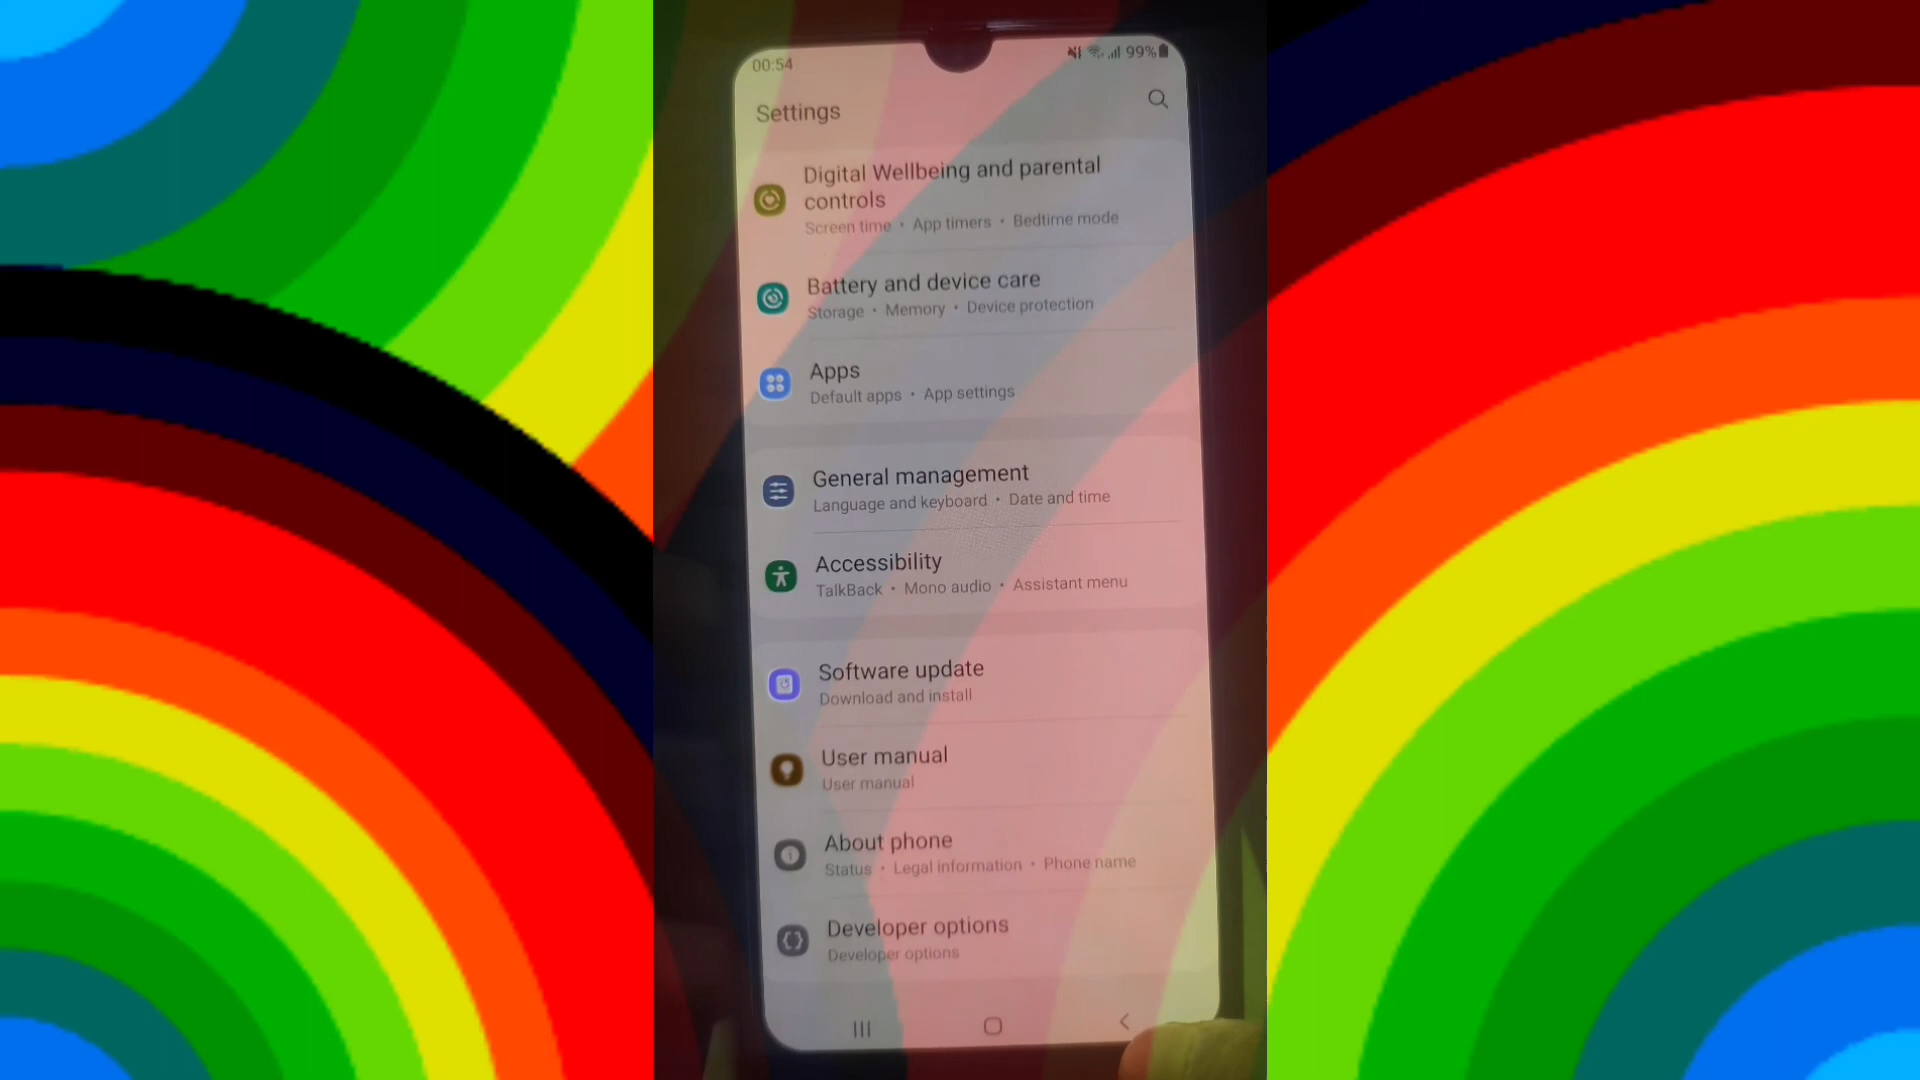 00:54 99%
Settings
Digital Wellbeing and parental
controls
Screen time • App timers • Bedtime mode
Battery and device care
Storage • Memory • Device protection
Apps
Default apps • App settings
General management
Language and keyboard • Date and time
Accessibility
TalkBack • Mono audio • Assistant menu
Software update
Download and install
User manual
User manual
About phone
Status • Legal information • Phone name
Developer options
Developer options